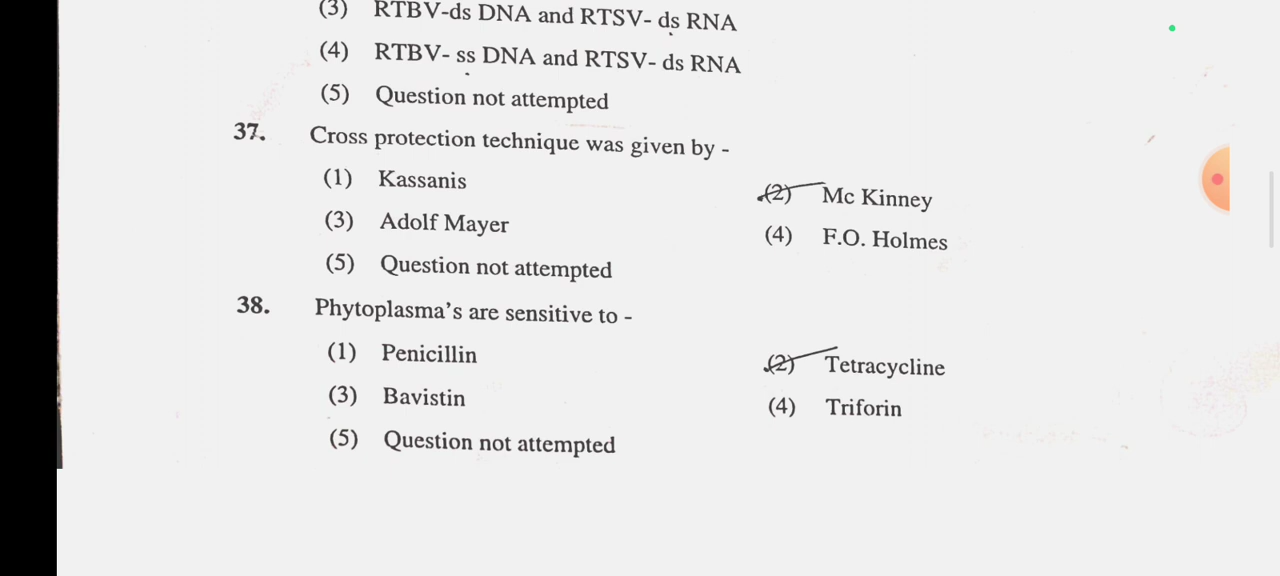 (3) RTBV-ds DNA and RTSV- ds RNA
(4) RTBV- ss DNA and RTSV- ds RNA
(5) Question not attempted
37. Cross protection technique was given by -
(1) Kassanis (2) Mc Kinney
(3) Adolf Mayer (4) F.O. Holmes
(5) Question not attempted
38. Phytoplasma's are sensitive to -
(1) Penicillin (2) Tetracycline
(3) Bavistin (4) Triforin
(5) Question not attempted